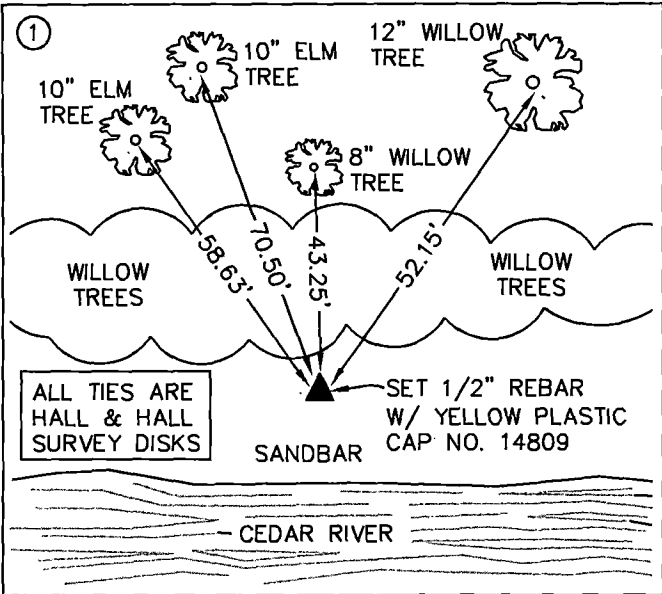 1
10" ELM
TREE
10" ELM
TREE
12" WILLOW
TREE
8" WILLOW
TREE
58.63'
70.50'
43.25'
52.15'
WILLOW
TREES
WILLOW
TREES
ALL TIES ARE
HALL & HALL
SURVEY DISKS
SET 1/2" REBAR
W/ YELLOW PLASTIC
CAP NO. 14809
SANDBAR
CEDAR RIVER